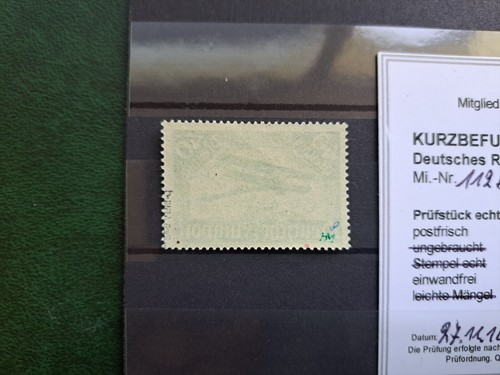 Mitglied
KURZBEFU
Deutsches R
Mi.-Nr. 112
Prüfstück echt
postfrisch
ungebraucht
Stempel echt
einwandfrei
leichte Mängel
Datum:
Die Prüfung erfolgte nach
Prüfordnung.